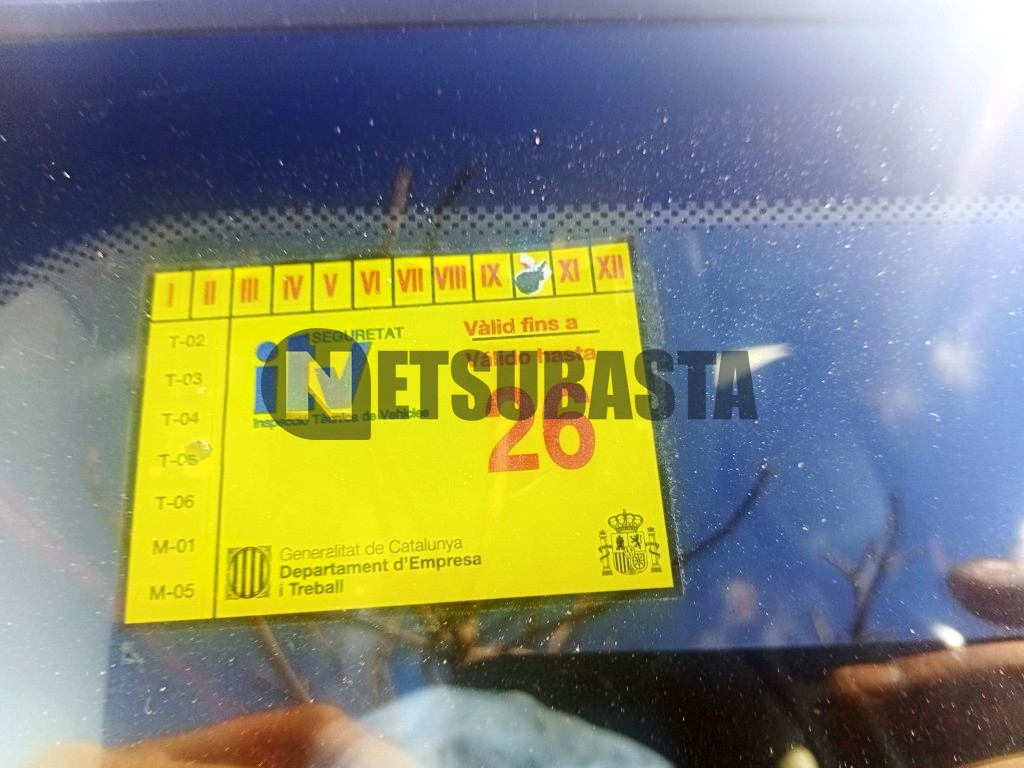 I II III IV V VI VII VIII IX XI XII
T-02
T-03
T-04
T-05
T-06
M-01
M-05
SEGURETAT
Inspecció Tècnica de Vehicles
Vàlid fins a
Válido hasta
26
NETSUBASTA
Generalitat de Catalunya
Departament d'Empresa
i Treball